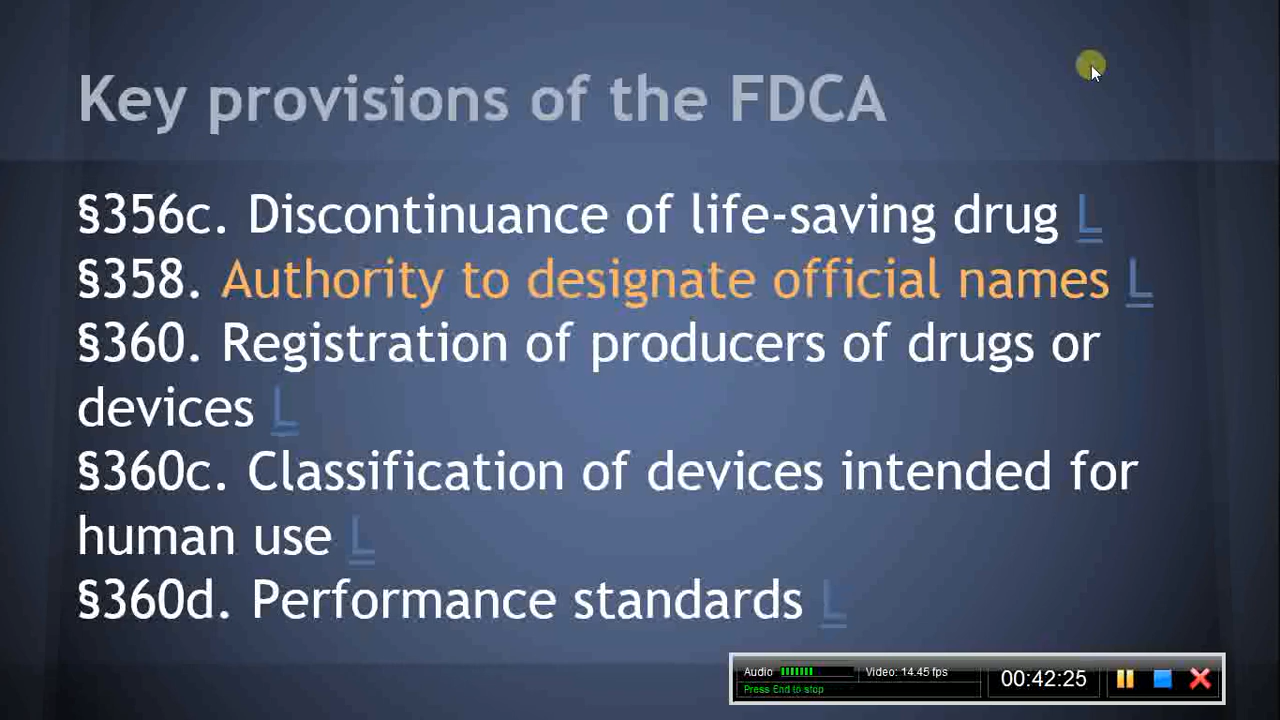 Key provisions of the FDCA
§356c. Discontinuance of life-saving drug L
§358. Authority to designate official names L
§360. Registration of producers of drugs or
devices L
§360c. Classification of devices intended for
human use L
§360d. Performance standards L
Audio Video: 14.45 fps 00:42:25
Press End to stop